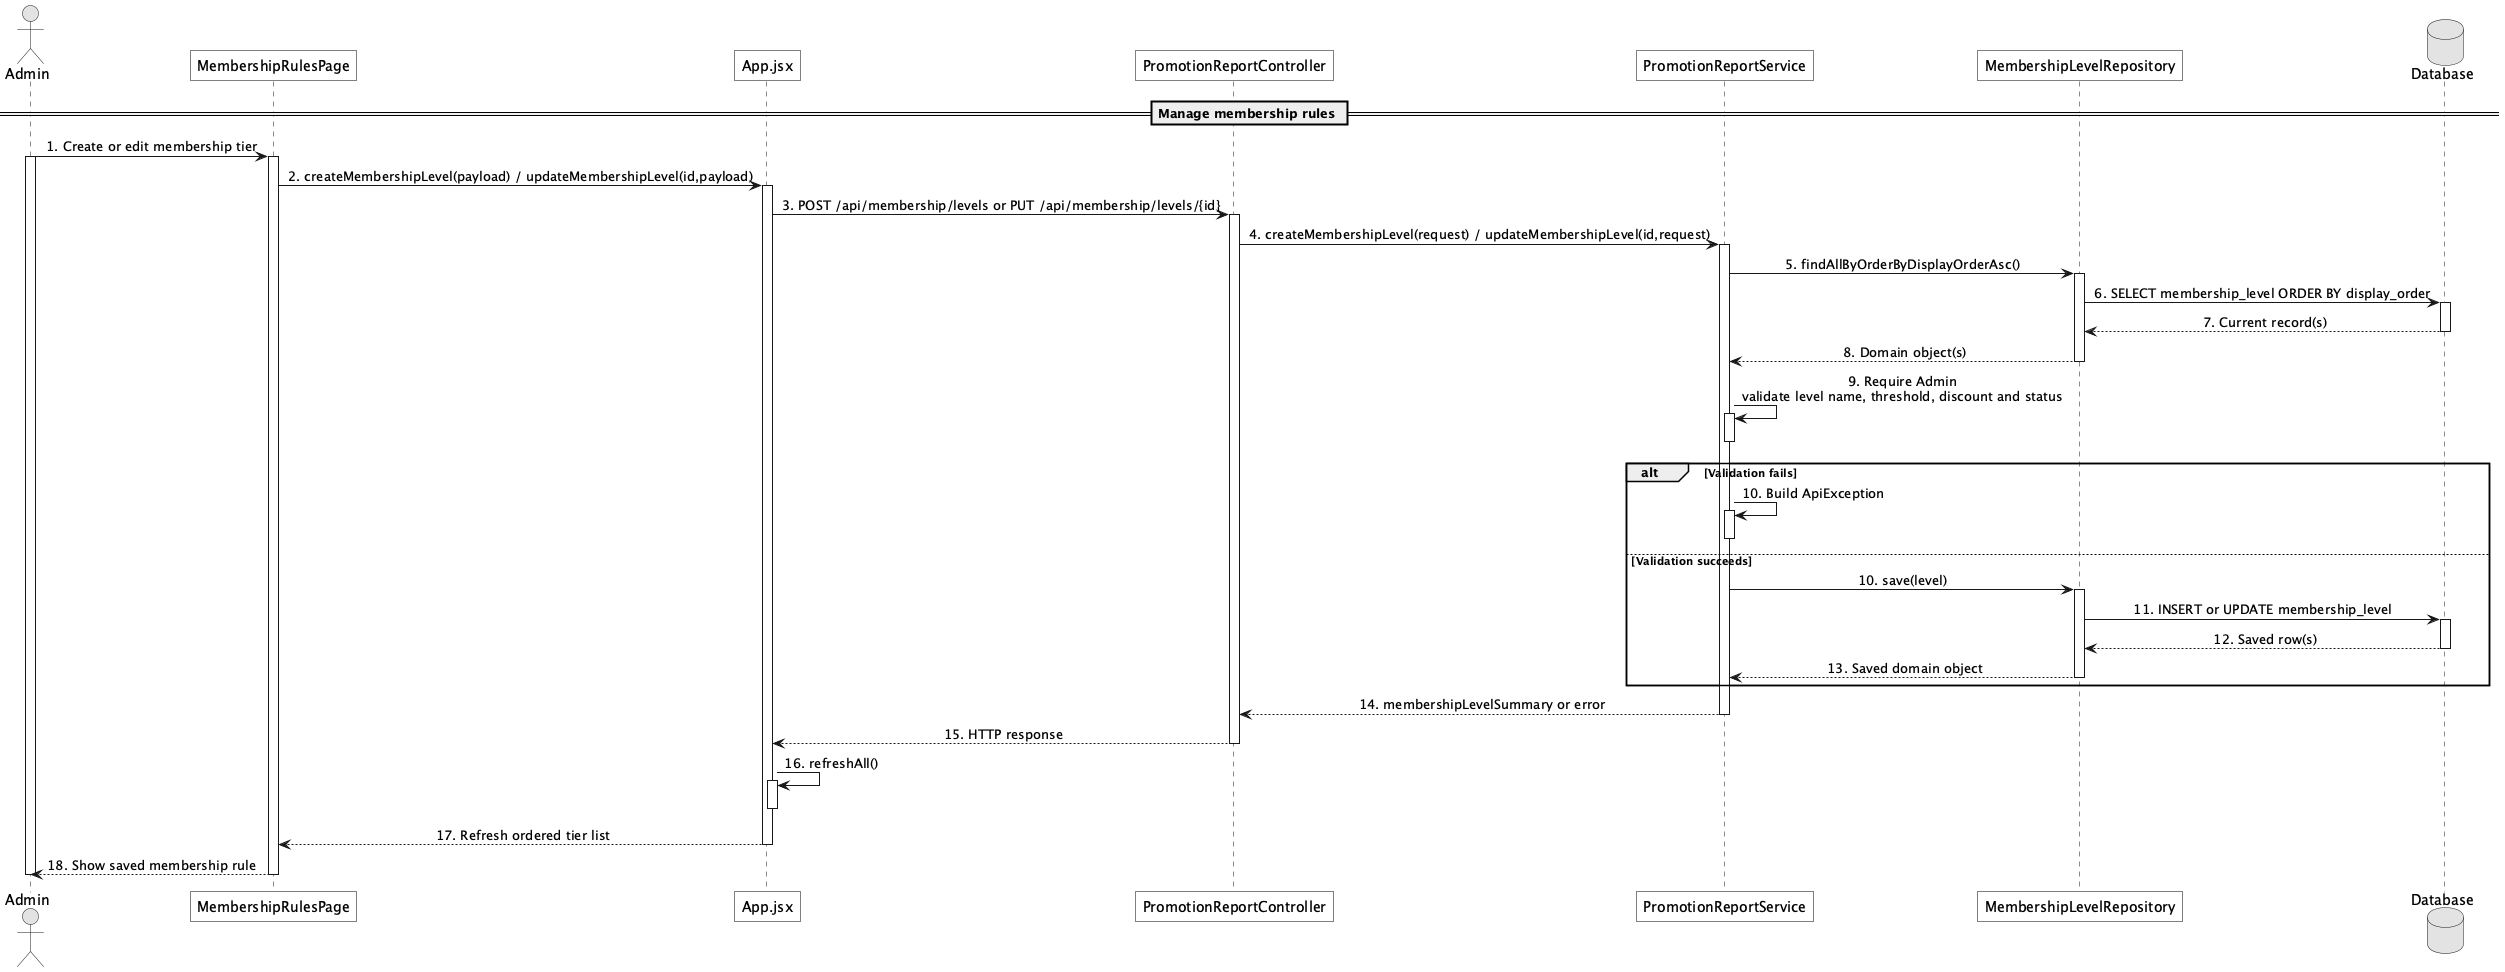 Admin
MembershipRulesPage
App.jsx
PromotionReportController
PromotionReportService
MembershipLevelRepository
Database
Manage membership rules
1. Create or edit membership tier
2. createMembershipLevel(payload) / updateMembershipLevel(id,payload)
3. POST /api/membership/levels or PUT /api/membership/levels/{id}
4. createMembershipLevel(request) / updateMembershipLevel(id,request)
5. findAllByOrderByDisplayOrderAsc()
6. SELECT membership_level ORDER BY display_order
7. Current record(s)
8. Domain object(s)
9. Require Admin
validate level name, threshold, discount and status
alt
[Validation fails]
10. Build ApiException
[Validation succeeds]
10. save(level)
11. INSERT or UPDATE membership_level
12. Saved row(s)
13. Saved domain object
14. membershipLevelSummary or error
15. HTTP response
16. refreshAll()
17. Refresh ordered tier list
18. Show saved membership rule
Admin
MembershipRulesPage
App.jsx
PromotionReportController
PromotionReportService
MembershipLevelRepository
Database